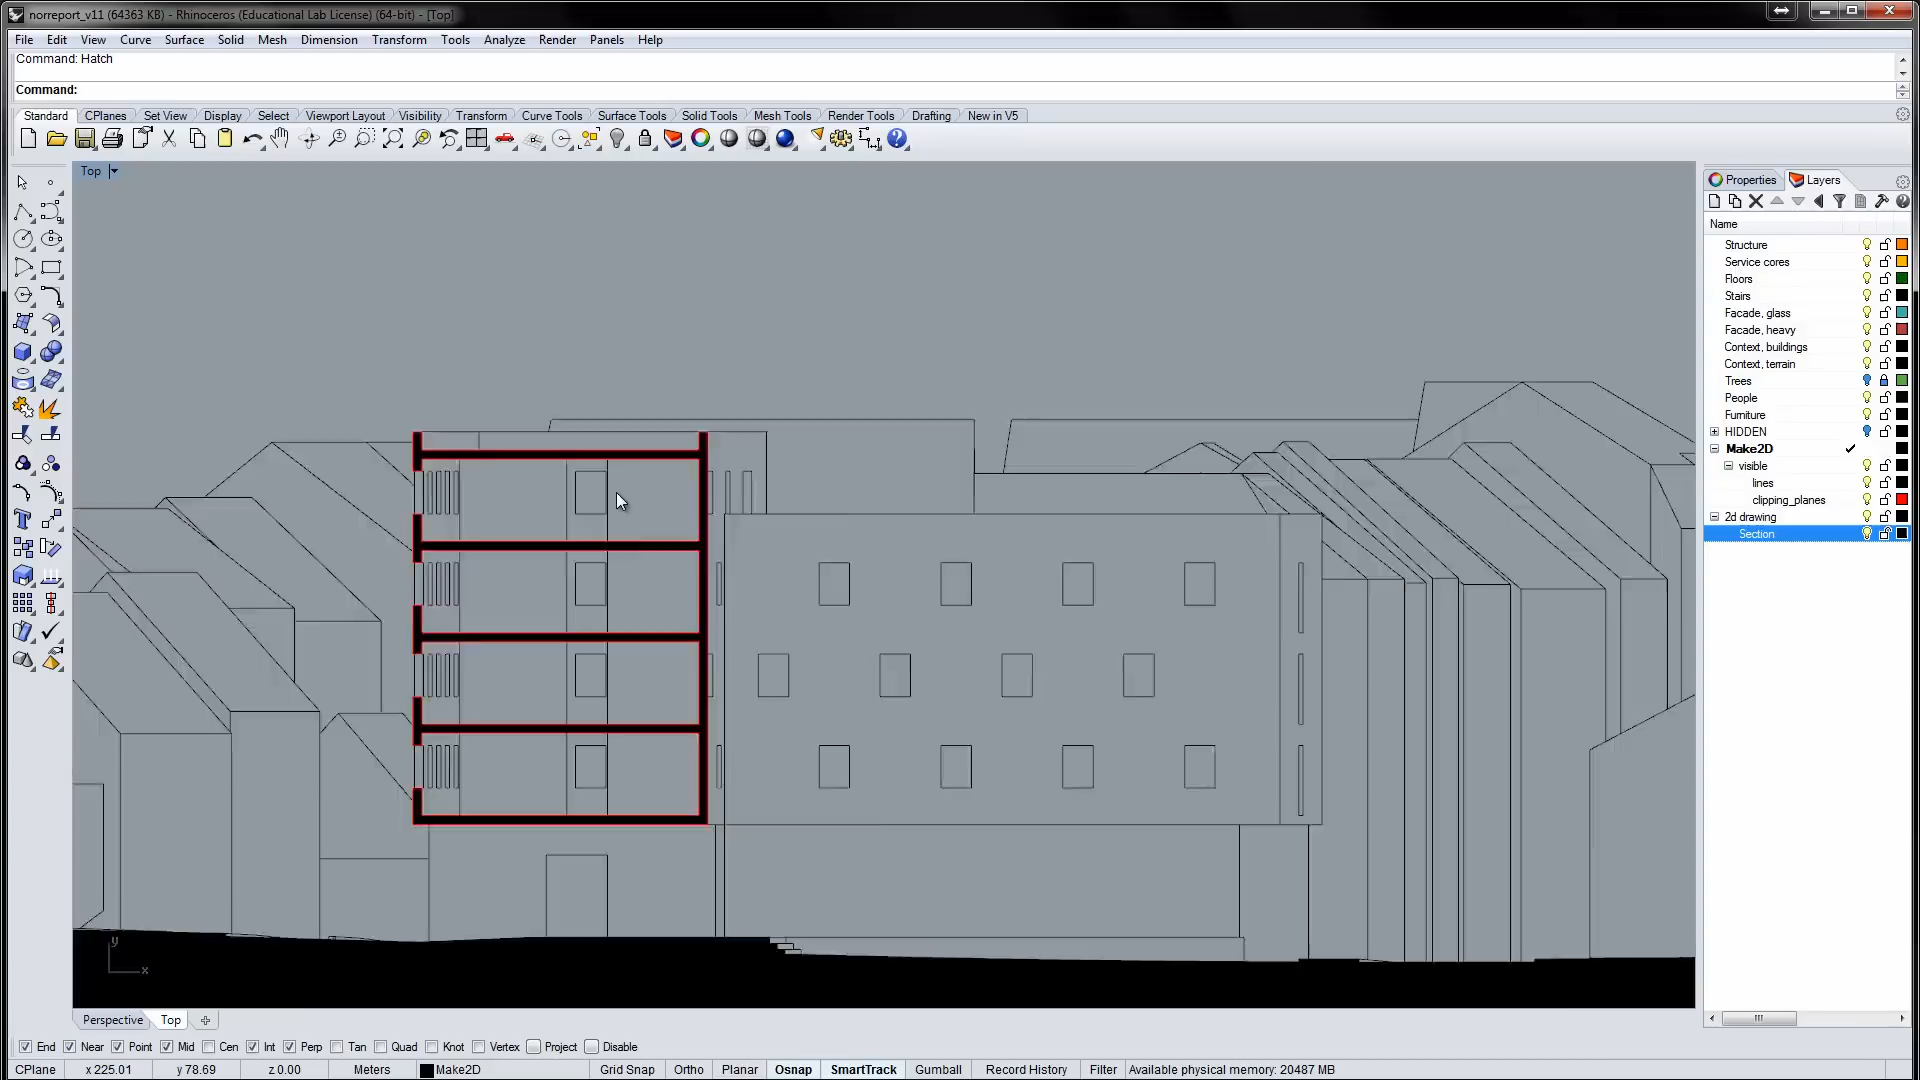 norreport_v11 (64363 KB) - Rhinoceros (Educational Lab License) (64-bit) - [Top]
File Edit View Curve Surface Solid Mesh Dimension Transform Tools Analyze Render Panels Help
Command: Hatch
Command:
Standard CPlanes Set View Display Select Viewport Layout Visibility Transform Curve Tools Surface Tools Solid Tools Mesh Tools Render Tools Drafting New in V5
Top
Properties Layers
Name
Structure
Service cores
Floors
Stairs
Facade, glass
Facade, heavy
Context, buildings
Context, terrain
Trees
People
Furniture
HIDDEN
Make2D
visible
lines
clipping_planes
2d drawing
Section
y
x
Perspective Top
End Near Point Mid Cen Int Perp Tan Quad Knot Vertex Project Disable
CPlane x 225.01 y 78.69 z 0.00 Meters Make2D Grid Snap Ortho Planar Osnap SmartTrack Gumball Record History Filter Available physical memory: 20487 MB